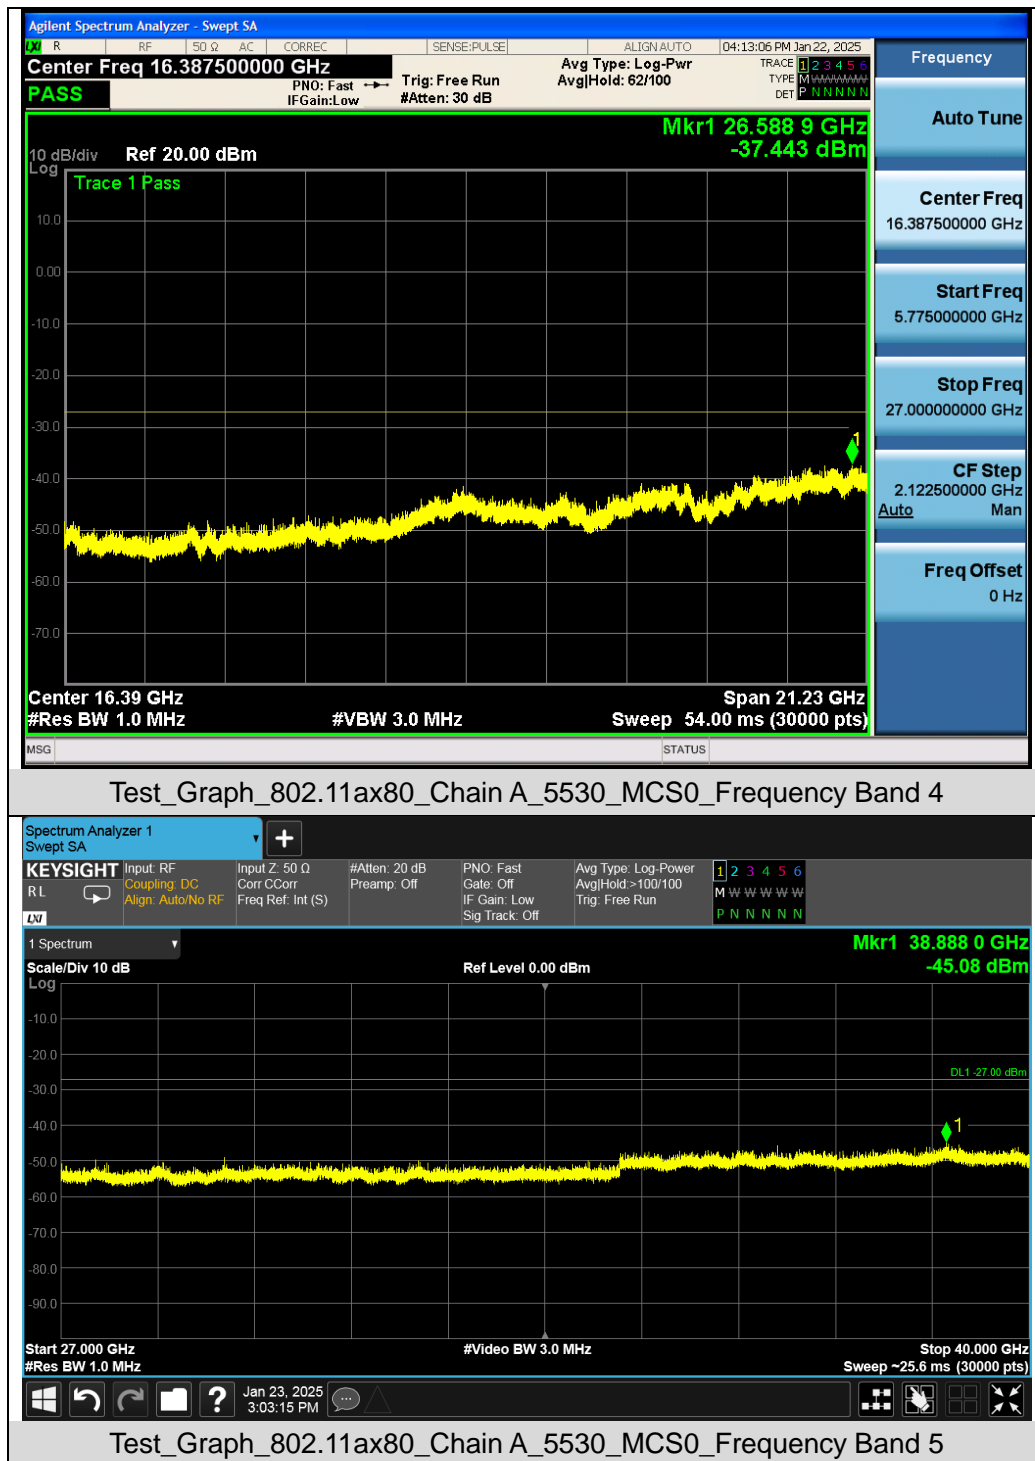 Agilent Spectrum Analyzer - Swept SA
LXI R RF 50 Ω AC CORREC SENSE:PULSE ALIGN AUTO 04:13:06 PM Jan 22, 2025
Center Freq 16.387500000 GHz
PASS
PNO: Fast
IFGain:Low
Trig: Free Run
#Atten: 30 dB
Avg Type: Log-Pwr
Avg|Hold: 62/100
TRACE 1 2 3 4 5 6
TYPE M W W W W W
DET P N N N N N
Mkr1 26.588 9 GHz
-37.443 dBm
10 dB/div Ref 20.00 dBm
Log
Trace 1 Pass
10.0
0.00
-10.0
-20.0
-30.0
-40.0
-50.0
-60.0
-70.0
1
Center 16.39 GHz Span 21.23 GHz
#Res BW 1.0 MHz #VBW 3.0 MHz Sweep 54.00 ms (30000 pts)
MSG STATUS
Frequency
Auto Tune
Center Freq
16.387500000 GHz
Start Freq
5.775000000 GHz
Stop Freq
27.000000000 GHz
CF Step
2.122500000 GHz
Auto Man
Freq Offset
0 Hz
Test_Graph_802.11ax80_Chain A_5530_MCS0_Frequency Band 4
Spectrum Analyzer 1
Swept SA
+
KEYSIGHT
R L
LXI
Input: RF
Coupling: DC
Align: Auto/No RF
Input Z: 50 Ω
Corr CCorr
Freq Ref: Int (S)
#Atten: 20 dB
Preamp: Off
PNO: Fast
Gate: Off
IF Gain: Low
Sig Track: Off
Avg Type: Log-Power
Avg|Hold:>100/100
Trig: Free Run
1 2 3 4 5 6
M W W W W W
P N N N N N
1 Spectrum
Mkr1 38.888 0 GHz
-45.08 dBm
Scale/Div 10 dB Ref Level 0.00 dBm
Log
-10.0
-20.0
-30.0
-40.0
-50.0
-60.0
-70.0
-80.0
-90.0
DL1 -27.00 dBm
1
Start 27.000 GHz #Video BW 3.0 MHz Stop 40.000 GHz
#Res BW 1.0 MHz Sweep ~25.6 ms (30000 pts)
?
Jan 23, 2025
3:03:15 PM
Test_Graph_802.11ax80_Chain A_5530_MCS0_Frequency Band 5